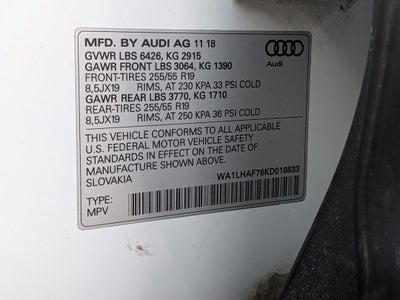 MFD. BY AUDI AG 11 18
GVWR LBS 6426, KG 2915
GAWR FRONT LBS 3064, KG 1390
FRONT-TIRES 255/55 R19
8,5JX19 RIMS, AT 230 KPA 33 PSI COLD
GAWR REAR LBS 3770, KG 1710
REAR-TIRES 255/55 R19
8,5JX19 RIMS, AT 250 KPA 36 PSI COLD
Audi
THIS VEHICLE CONFORMS TO ALL APPLICABLE
U.S. FEDERAL MOTOR VEHICLE SAFETY
STANDARDS IN EFFECT ON THE DATE OF
MANUFACTURE SHOWN ABOVE.
SLOVAKIA
TYPE:
MPV
WA1LHAF76KD018833